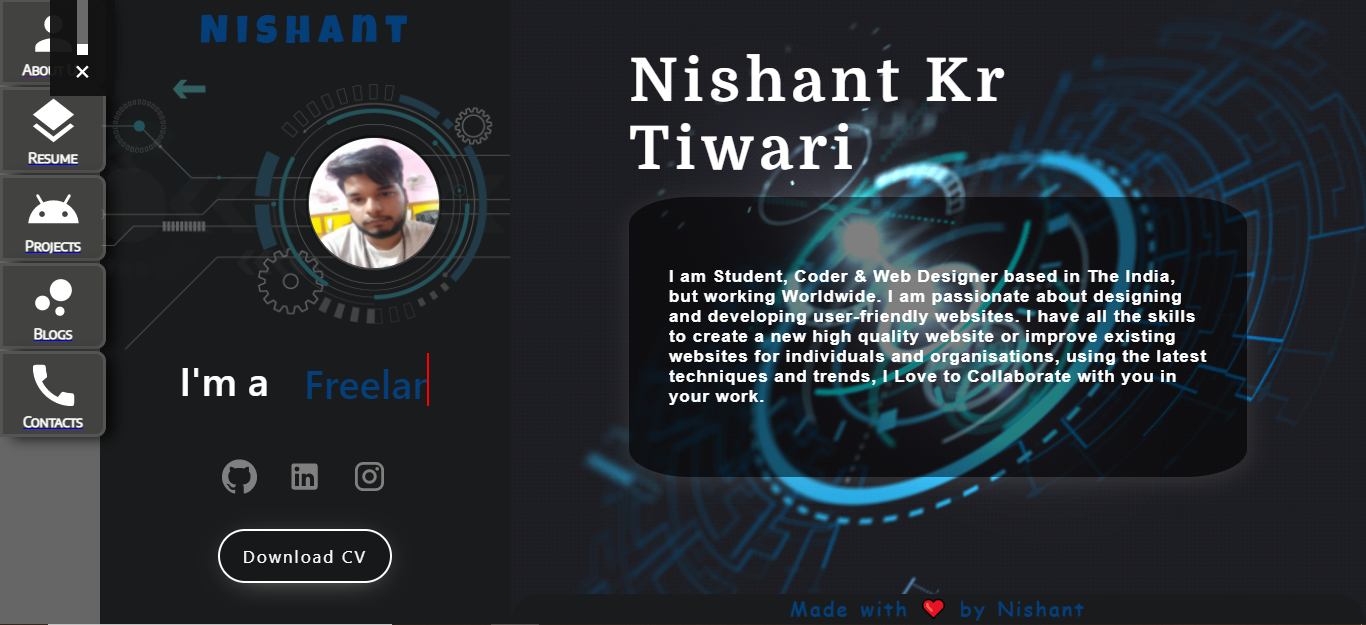 NISHANT
About U
Resume
Projects
Blogs
Contacts
I'm a Freelar
Download CV
Nishant Kr
Tiwari
I am Student, Coder & Web Designer based in The India,
but working Worldwide. I am passionate about designing
and developing user-friendly websites. I have all the skills
to create a new high quality website or improve existing
websites for individuals and organisations, using the latest
techniques and trends, I Love to Collaborate with you in
your work.
Made with ❤️ by Nishant